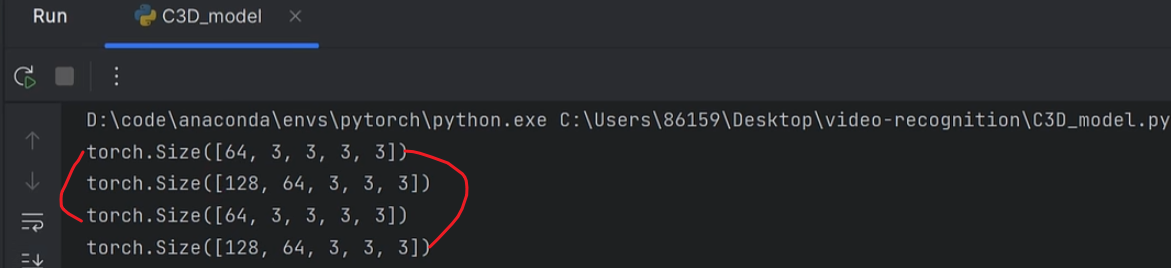 Run
C3D_model
D:\code\anaconda\envs\pytorch\python.exe C:\Users\86159\Desktop\video-recognition\C3D_model.py
torch.Size([64, 3, 3, 3, 3])
torch.Size([128, 64, 3, 3, 3])
torch.Size([64, 3, 3, 3, 3])
torch.Size([128, 64, 3, 3, 3])